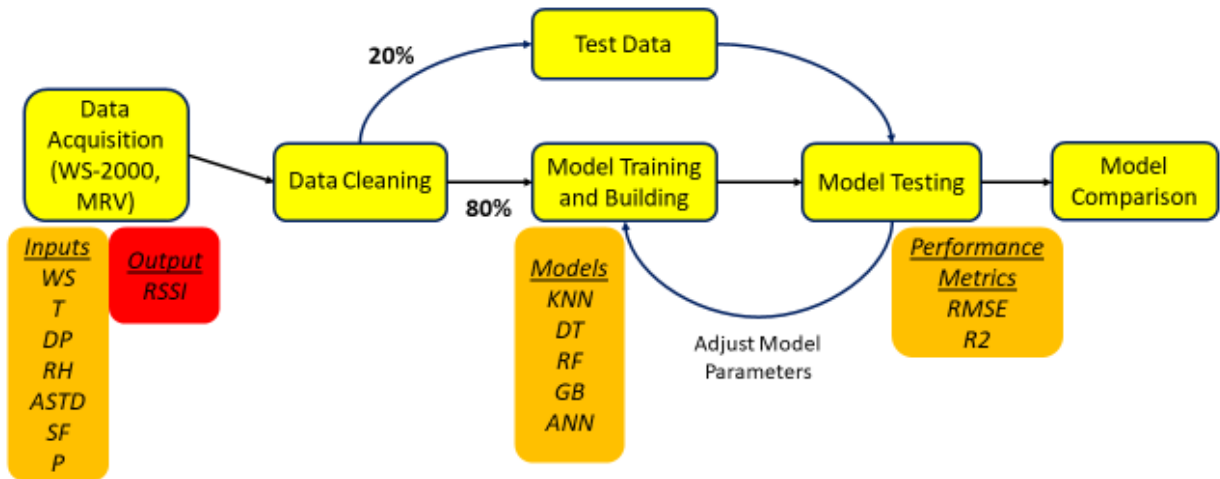 Data
Acquisition
(WS-2000,
MRV)
Inputs
WS
T
DP
RH
ASTD
SF
P
Output
RSSI
Data Cleaning
20%
80%
Test Data
Model Training
and Building
Models
KNN
DT
RF
GB
ANN
Adjust Model
Parameters
Model Testing
Performance
Metrics
RMSE
R2
Model
Comparison